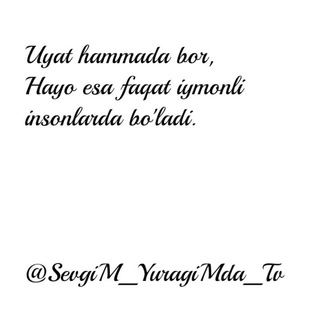 Uyat hammada bor,
Hayo esa faqat iymonli
insonlarda bo'ladi.
@SevgiM_YuragiMda_Tv